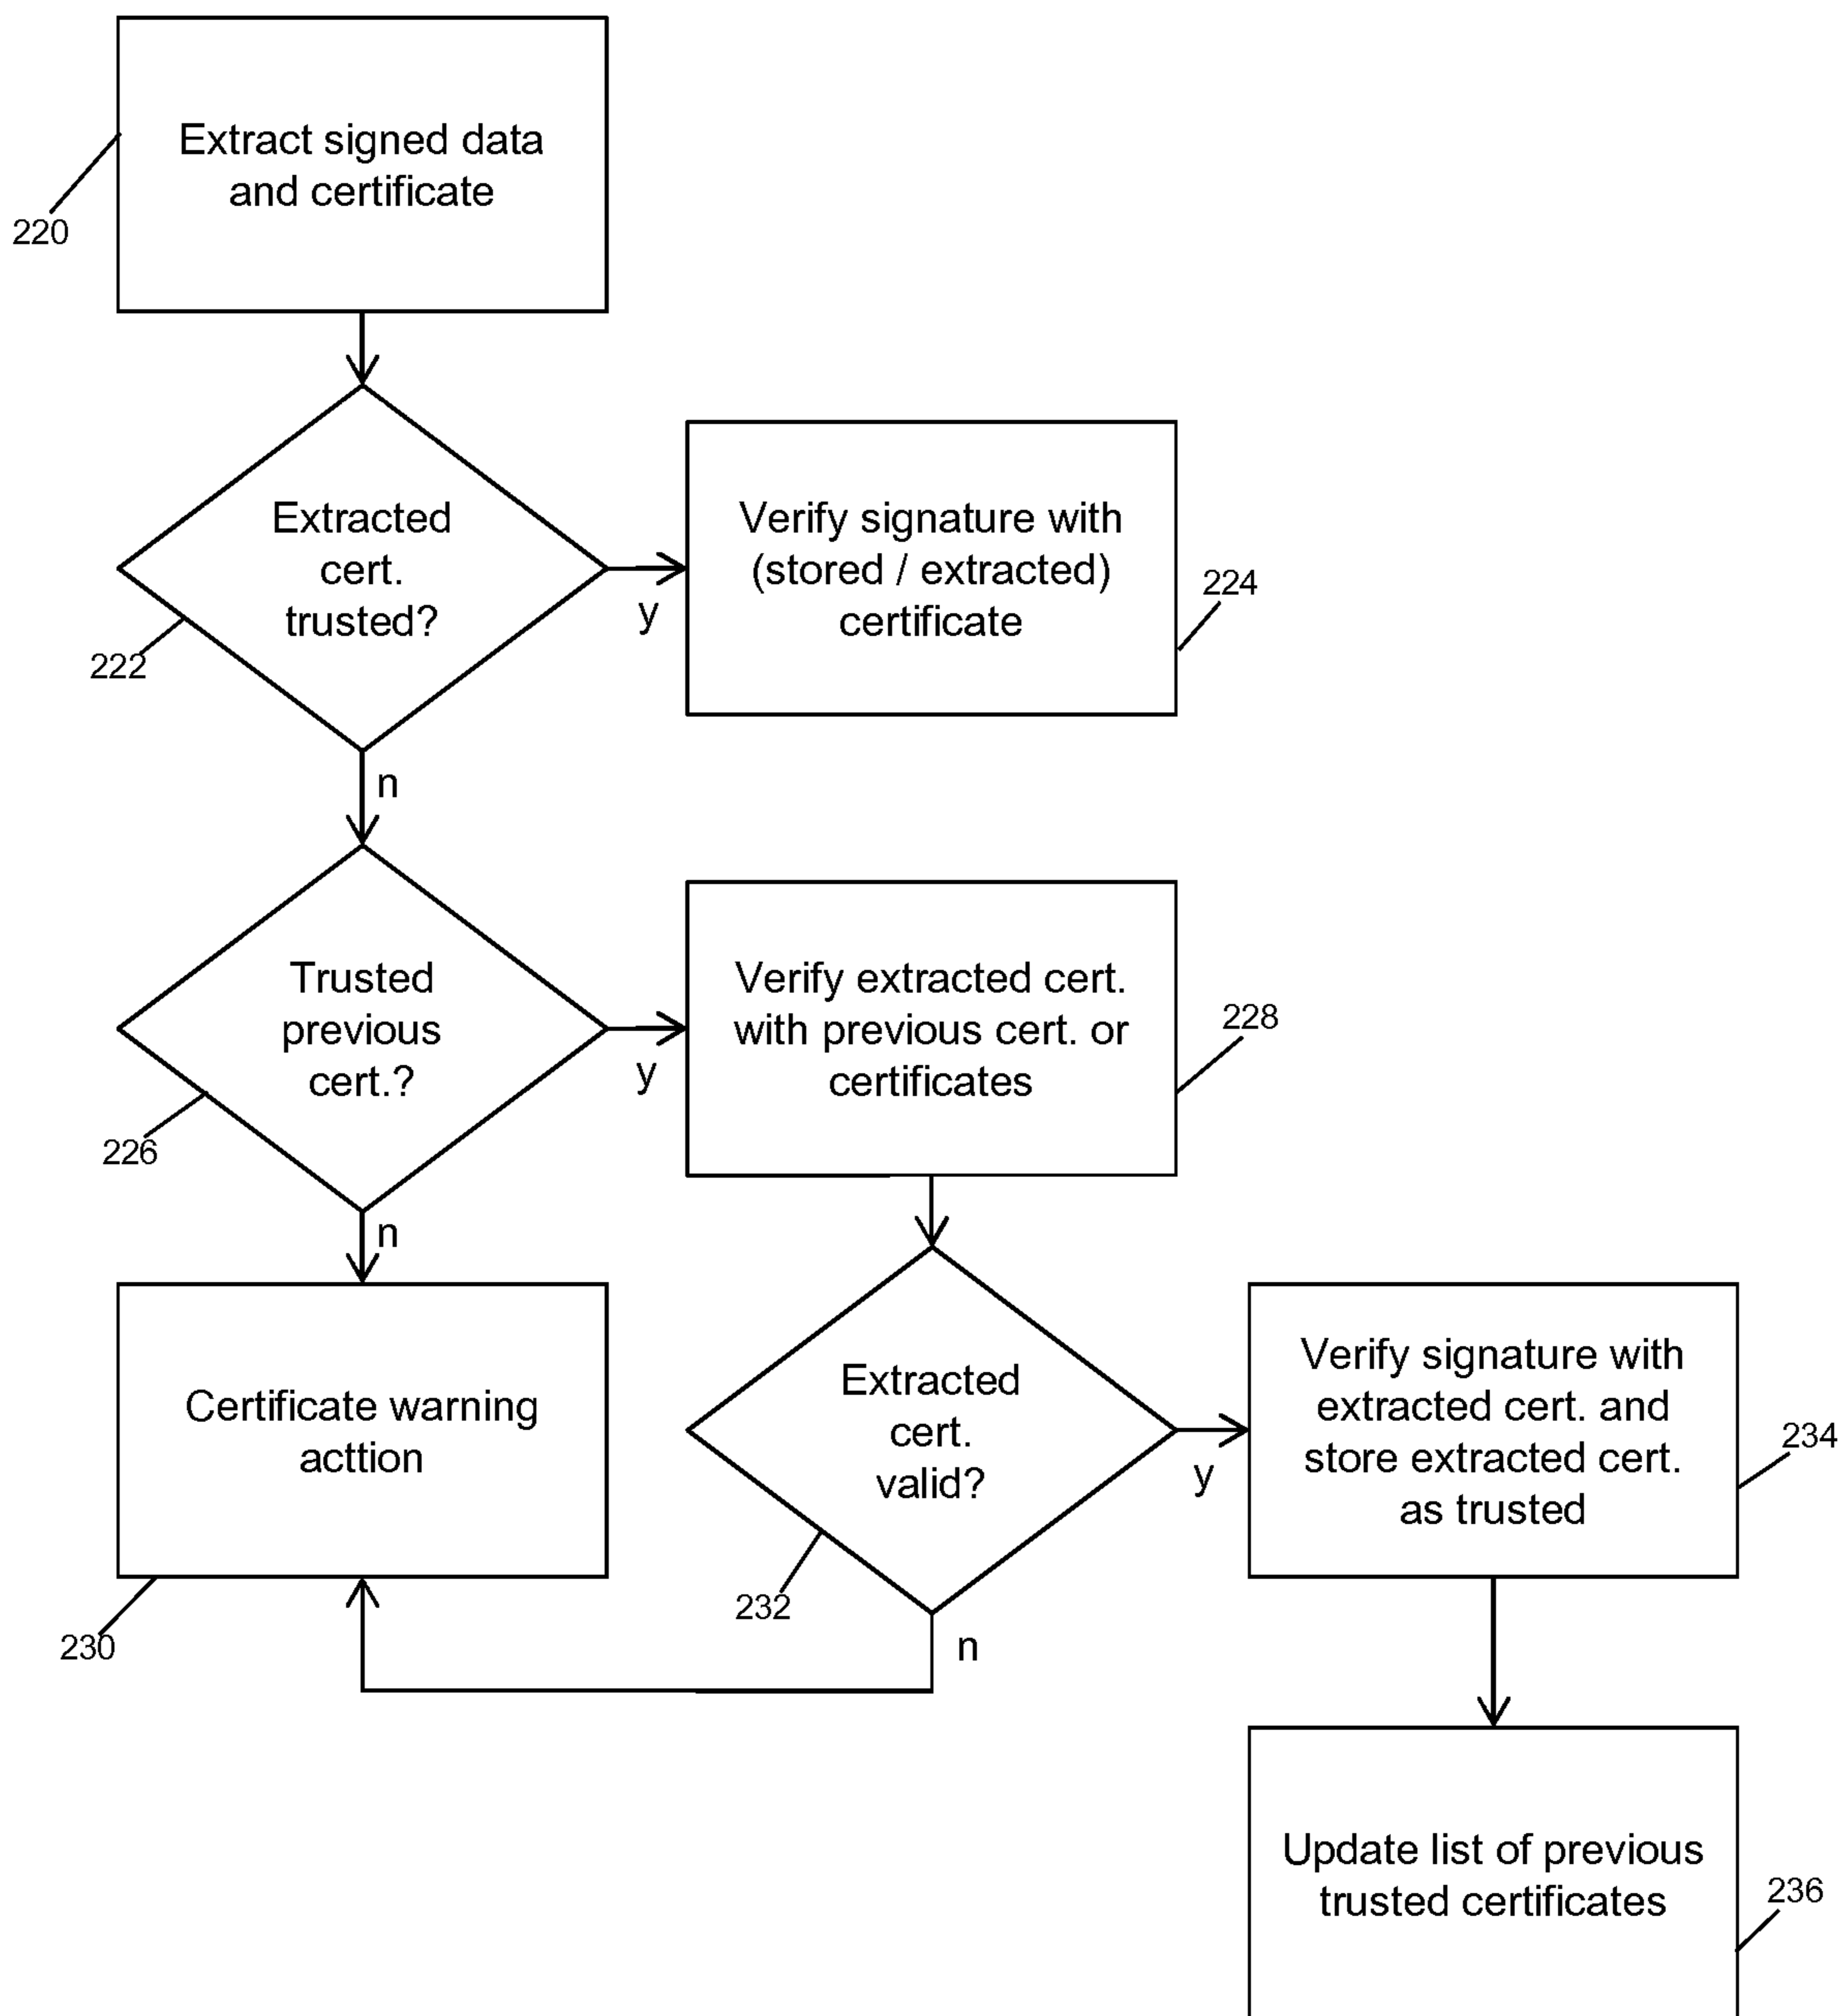 Extract signed data
and certificate
220
Extracted
cert.
trusted?
222
y
n
Verify signature with
(stored / extracted)
certificate
224
Trusted
previous
cert.?
226
y
n
Verify extracted cert.
with previous cert. or
certificates
228
Certificate warning
acttion
230
Extracted
cert.
valid?
232
y
n
Verify signature with
extracted cert. and
store extracted cert.
as trusted
234
Update list of previous
trusted certificates
236